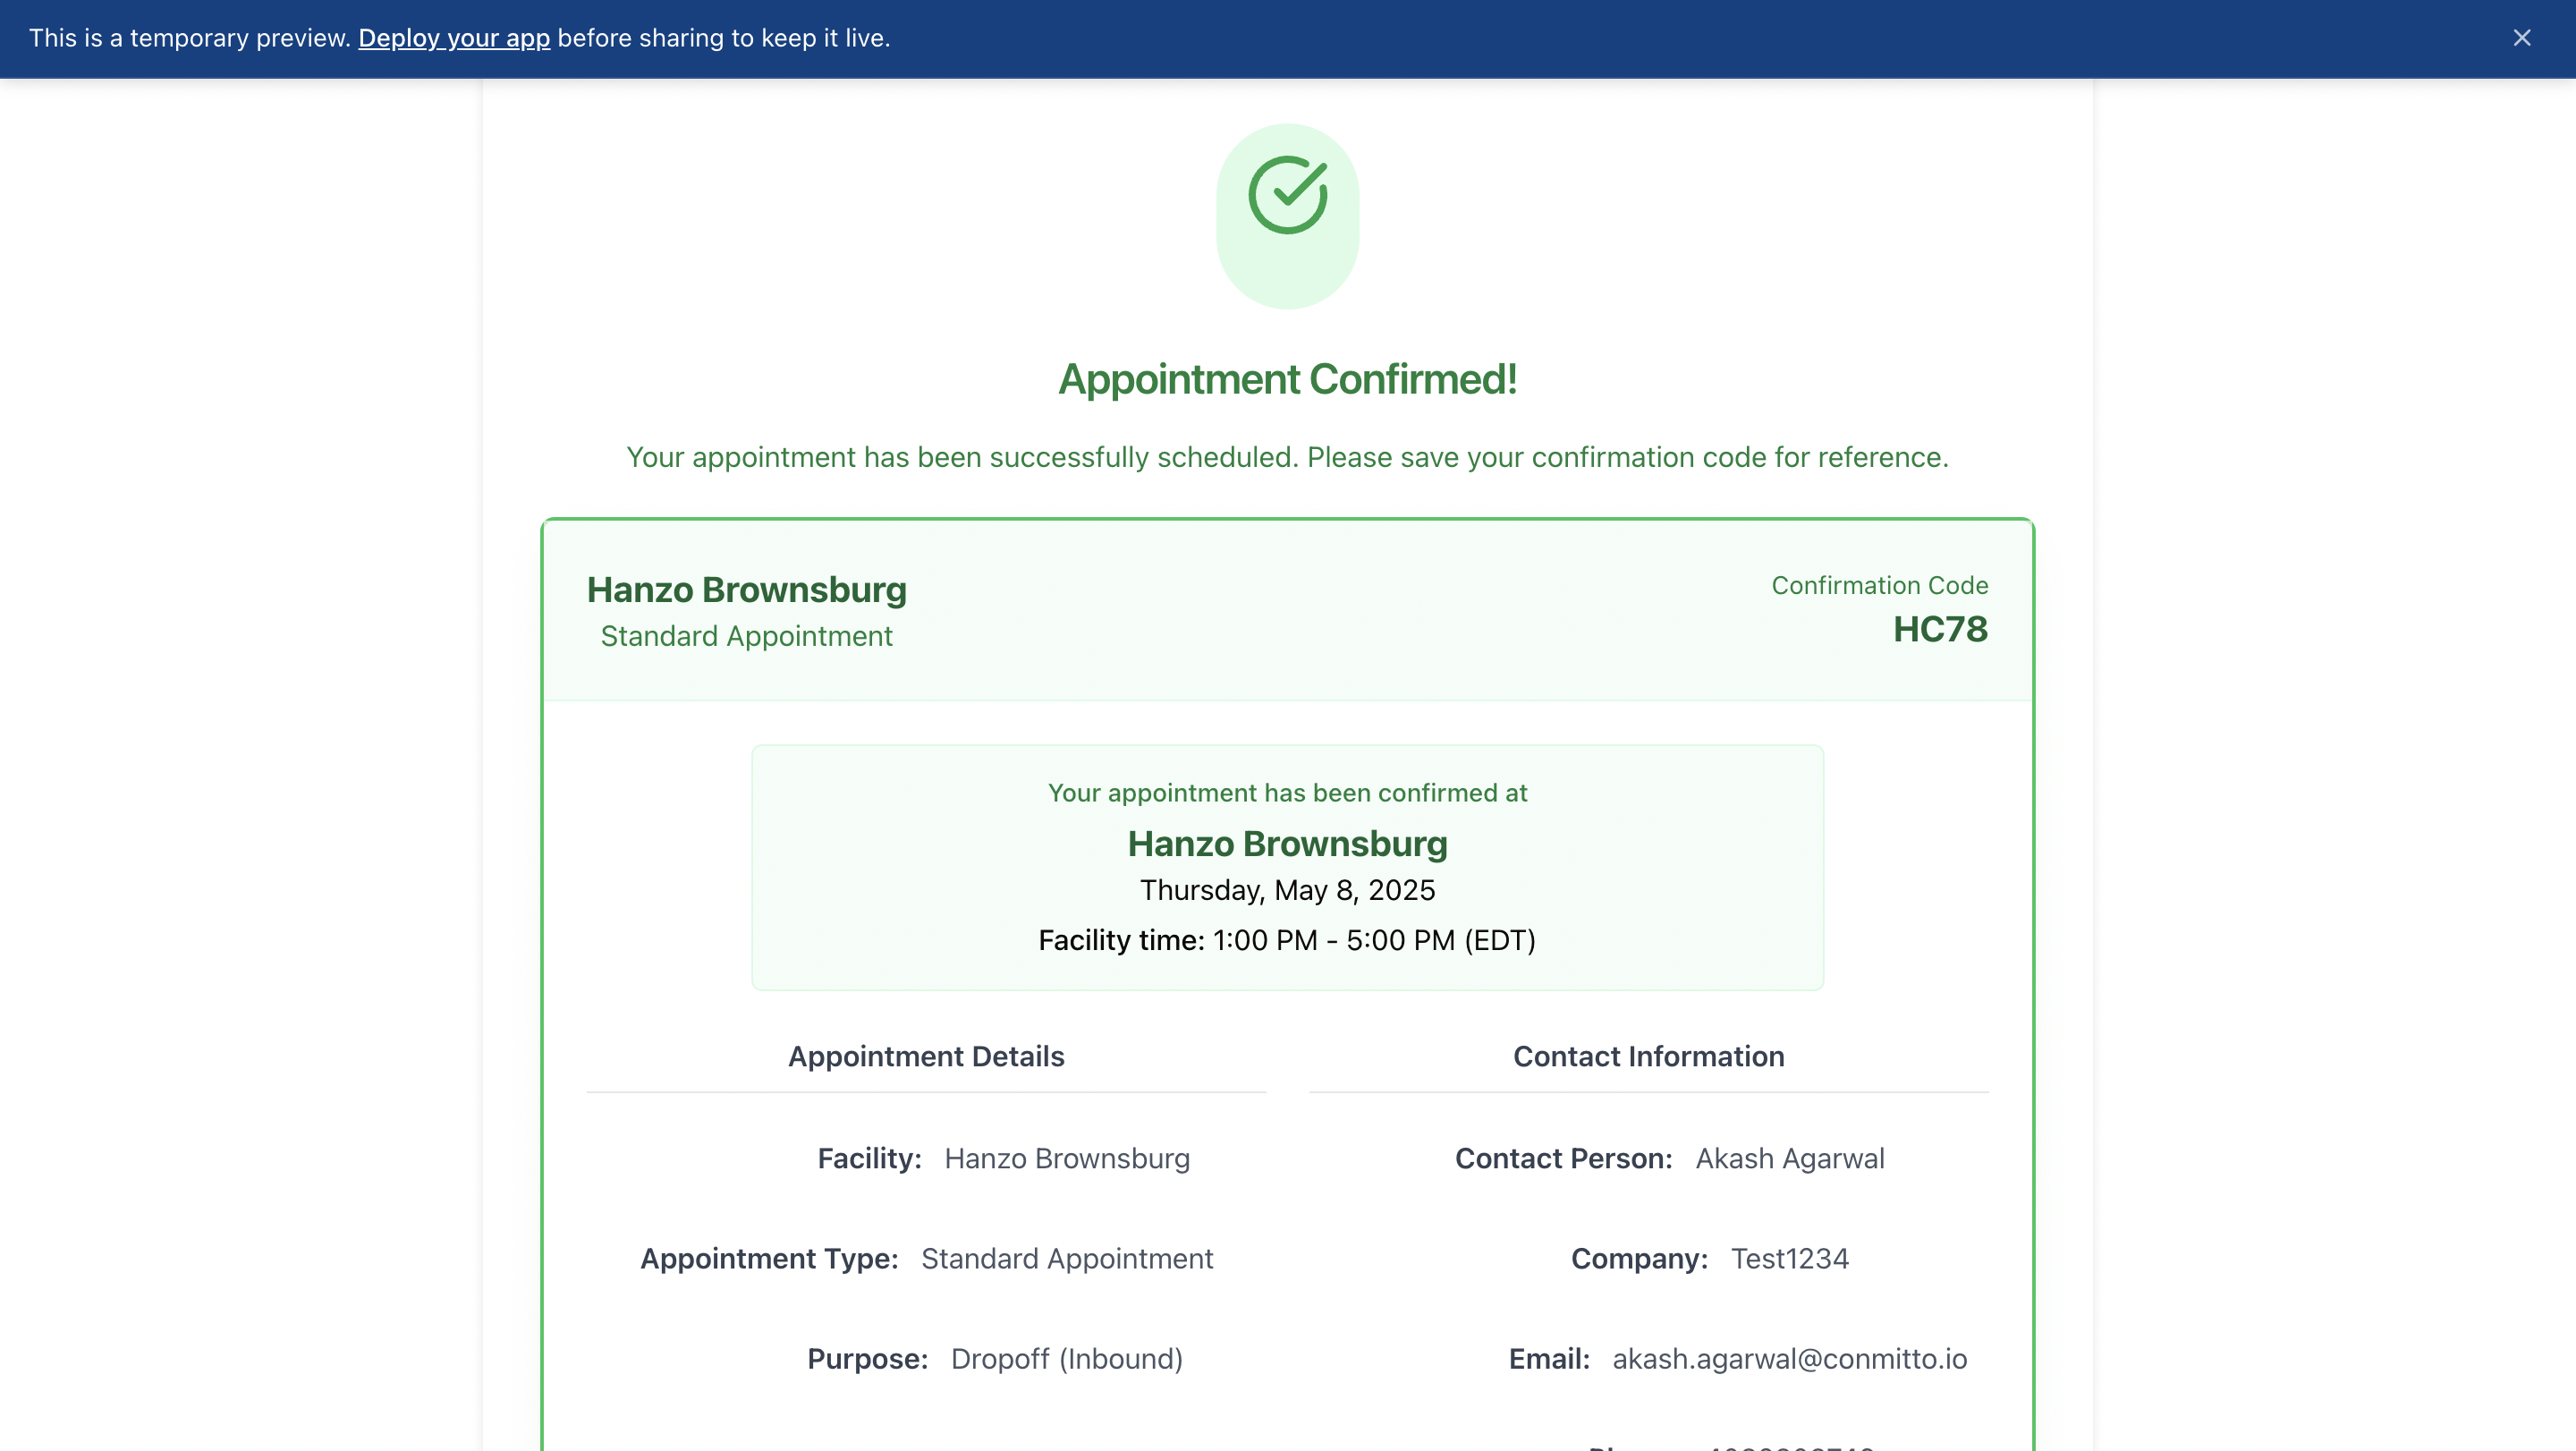 This is a temporary preview. Deploy your app before sharing to keep it live.
Appointment Confirmed!
Your appointment has been successfully scheduled. Please save your confirmation code for reference.
Hanzo Brownsburg
Standard Appointment
Confirmation Code
HC78
Your appointment has been confirmed at
Hanzo Brownsburg
Thursday, May 8, 2025
Facility time: 1:00 PM - 5:00 PM (EDT)
Appointment Details
Facility: Hanzo Brownsburg
Appointment Type: Standard Appointment
Purpose: Dropoff (Inbound)
Contact Information
Contact Person: Akash Agarwal
Company: Test1234
Email: akash.agarwal@conmitto.io